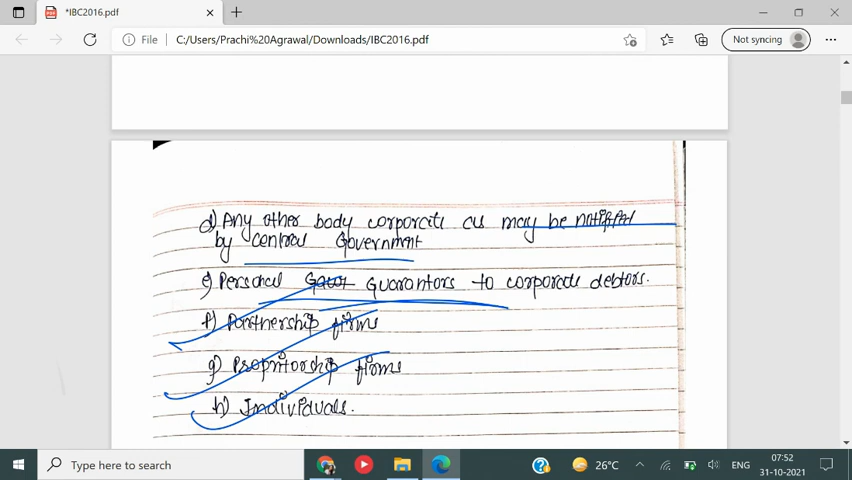 *IBC2016.pdf
File
C:/Users/Prachi%20Agrawal/Downloads/IBC2016.pdf
Not syncing
d) Any other body corporate as may be notified
by central Government
e) Personal Guarantors to corporate debtors.
f) Partnership firms
g) Propritorship firms
h) Individuals.
Type here to search
26°C
ENG
07:52
31-10-2021